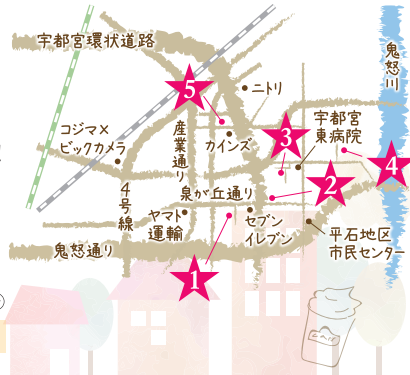 宇都宮環状道路
鬼怒川
ニトリ
5
コジマ×
ビックカメラ
産業通り
カインズ
3
宇都宮
東病院
4
4号線
泉が丘通り
2
ヤマト
運輸
セブン
イレブン
平石地区
市民センター
鬼怒通り
1